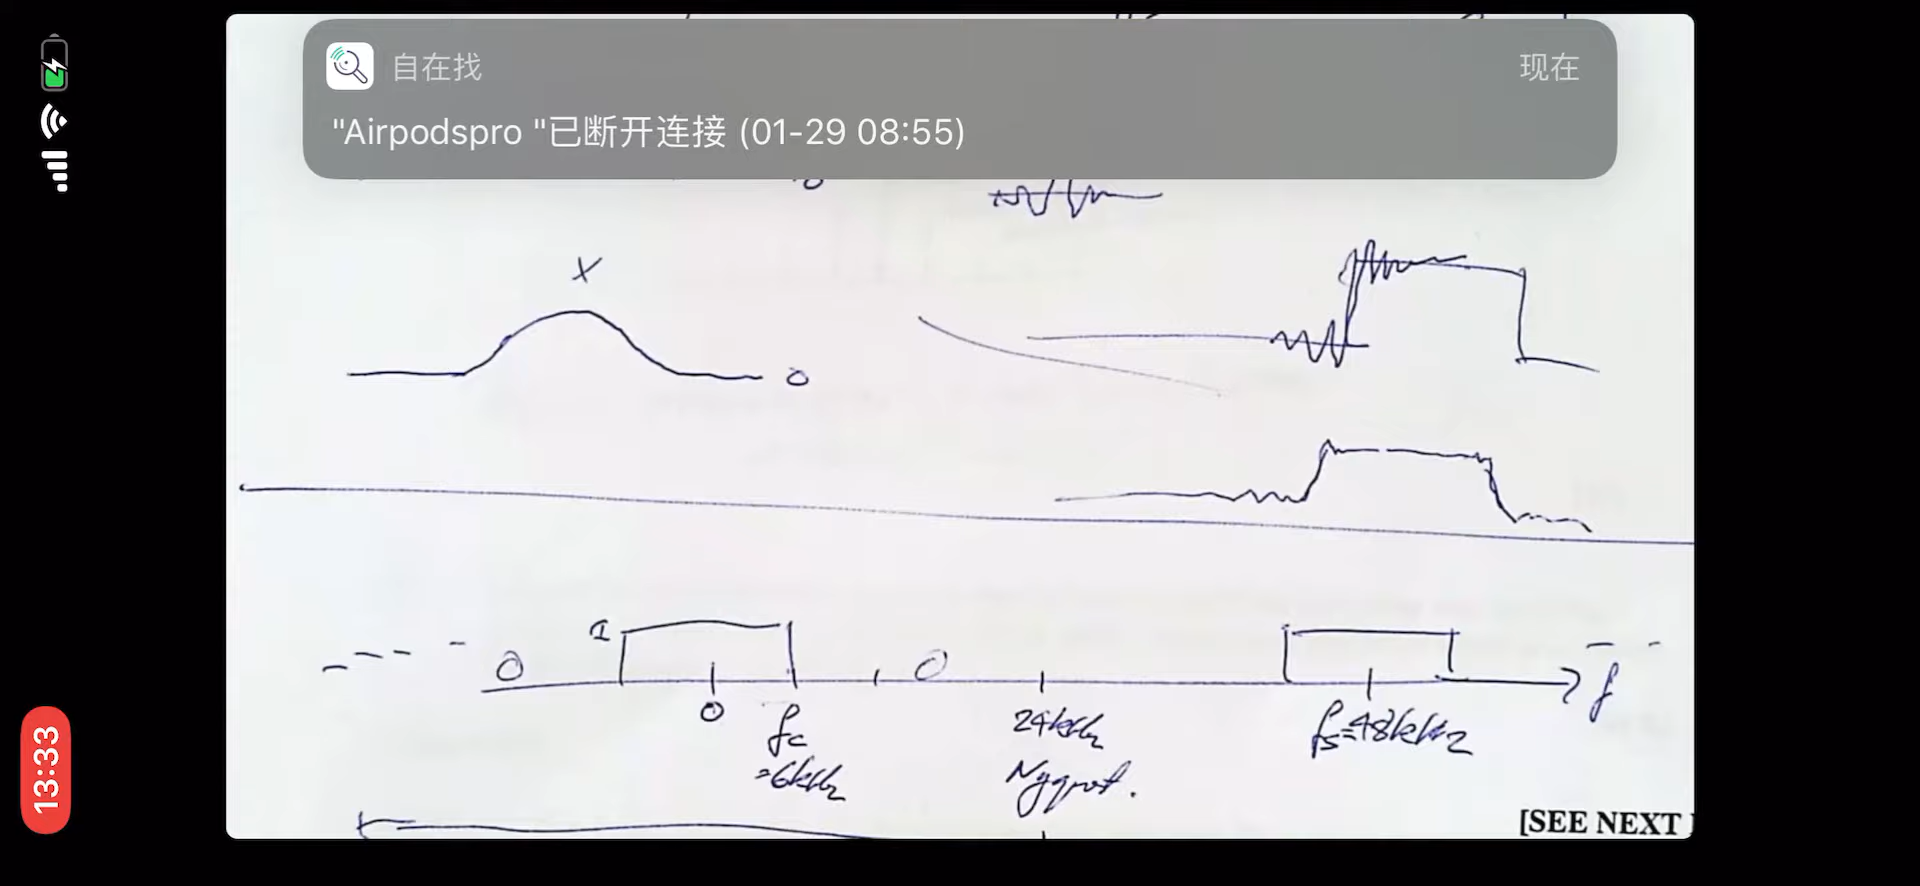 自在找
现在
"Airpodspro "已断开连接 (01-29 08:55)
X
0
1
0
0
0
fc
=6kHz
24kHz
Nyquist.
fs=48kHz
f
[SEE NEXT
13:33